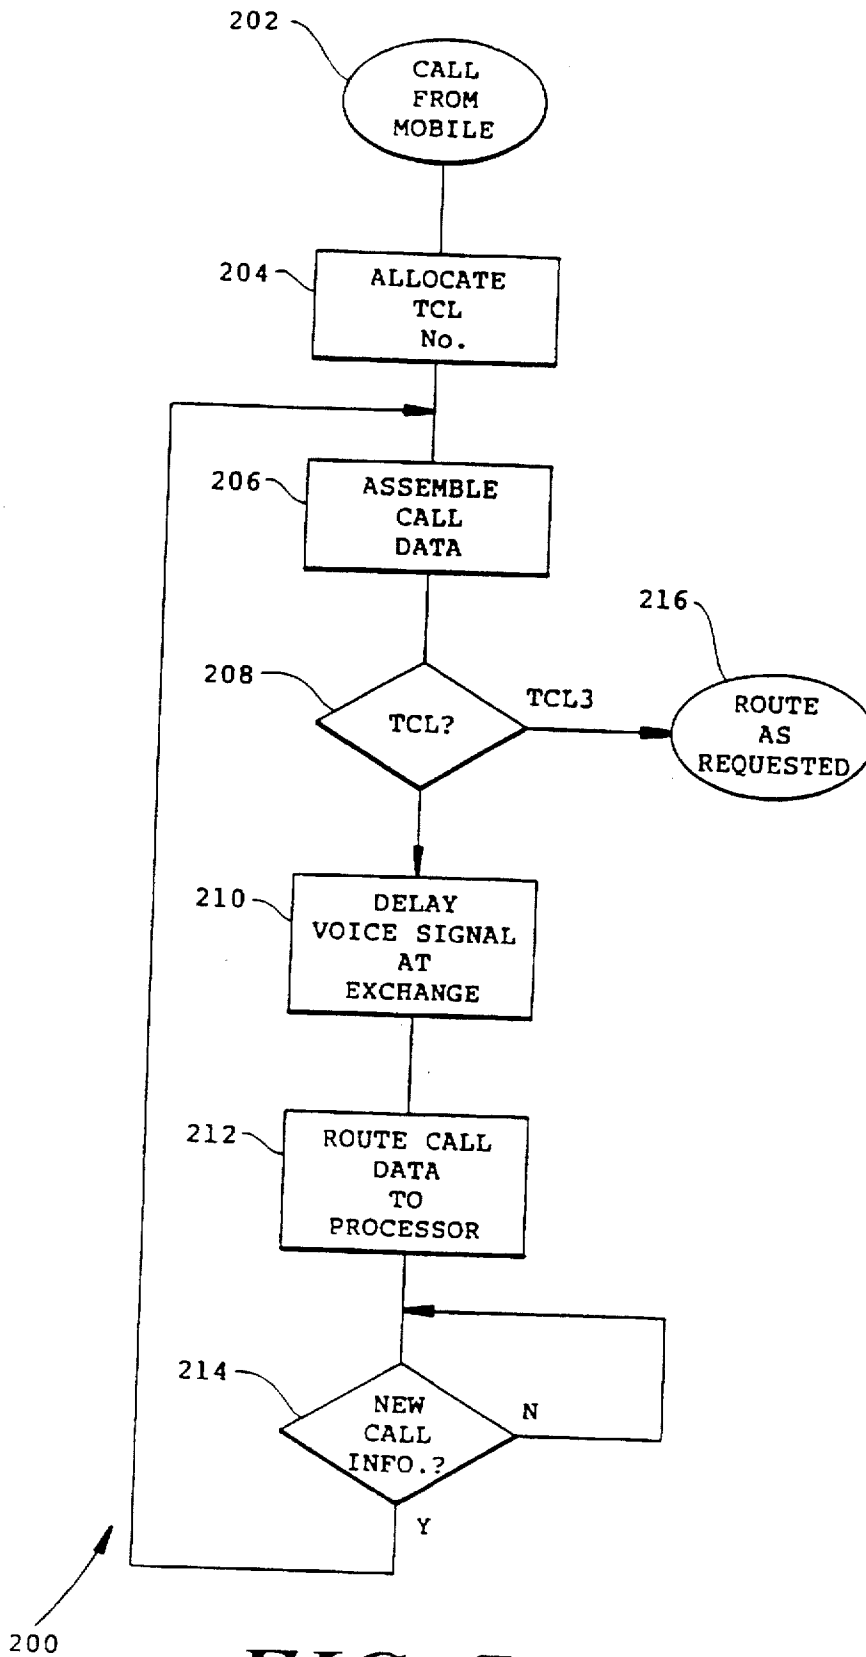 202
CALL
FROM
MOBILE
204
ALLOCATE
TCL
No.
206
ASSEMBLE
CALL
DATA
216
208
TCL?
TCL3
ROUTE
AS
REQUESTED
210
DELAY
VOICE SIGNAL
AT
EXCHANGE
212
ROUTE CALL
DATA
TO
PROCESSOR
214
NEW
CALL
INFO.?
N
Y
200
FIG.